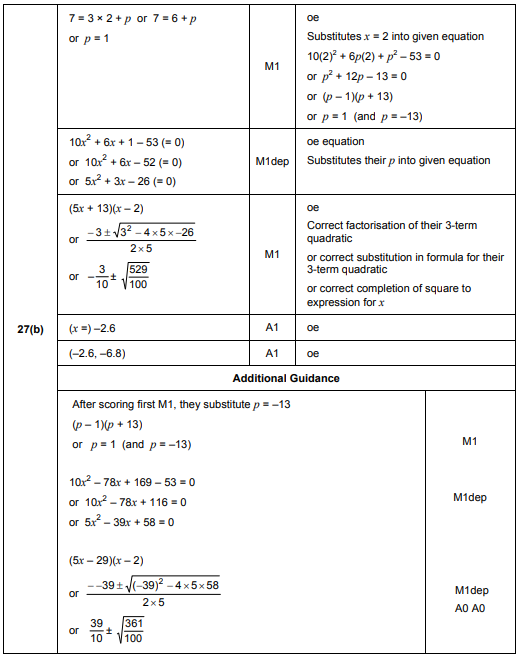 7 = 3 × 2 + p or 7 = 6 + p
or p = 1
M1
oe
Substitutes x = 2 into given equation
10(2)² + 6p(2) + p² – 53 = 0
or p² + 12p – 13 = 0
or (p – 1)(p + 13)
or p = 1 (and p = –13)
10x² + 6x + 1 – 53 (= 0)
or 10x² + 6x – 52 (= 0)
or 5x² + 3x – 26 (= 0)
M1dep
oe equation
Substitutes their p into given equation
(5x + 13)(x – 2)
or (–3 ± √(3² – 4 × 5 × –26)) / (2 × 5)
or –3/10 ± √(529/100)
M1
oe
Correct factorisation of their 3-term
quadratic
or correct substitution in formula for their
3-term quadratic
or correct completion of square to
expression for x
27(b)
(x =) –2.6
A1
oe
(–2.6, –6.8)
A1
oe
Additional Guidance
After scoring first M1, they substitute p = –13
(p – 1)(p + 13)
or p = 1 (and p = –13)
M1
10x² – 78x + 169 – 53 = 0
or 10x² – 78x + 116 = 0
or 5x² – 39x + 58 = 0
M1dep
(5x – 29)(x – 2)
or (– –39 ± √((–39)² – 4 × 5 × 58)) / (2 × 5)
or 39/10 ± √(361/100)
M1dep
A0 A0